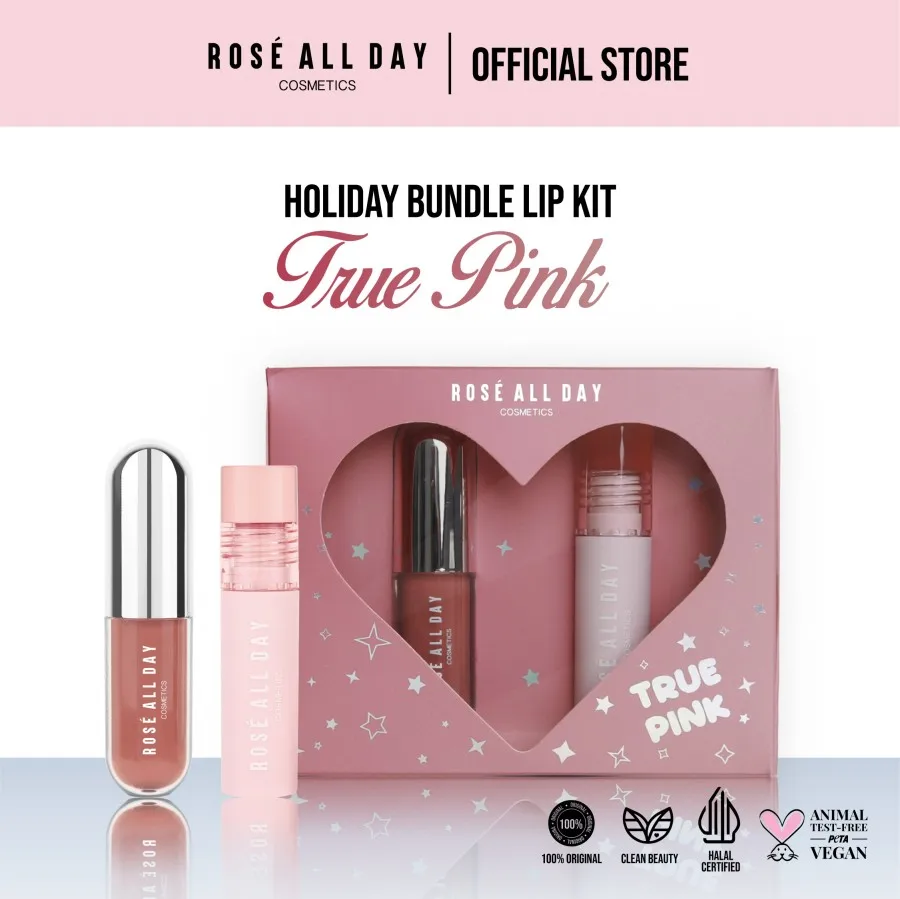 ROSÉ ALL DAY
COSMETICS
OFFICIAL STORE
HOLIDAY BUNDLE LIP KIT
True Pink
ROSÉ ALL DAY
COSMETICS
ROSÉ ALL DAY
COSMETICS
ROSÉ ALL DAY
ROSÉ ALL DAY
COSMETICS
SÉ ALL DAY
TRUE
PINK
100%
100% ORIGINAL
CLEAN BEAUTY
HALAL
CERTIFIED
ANIMAL
TEST-FREE
PETA
VEGAN